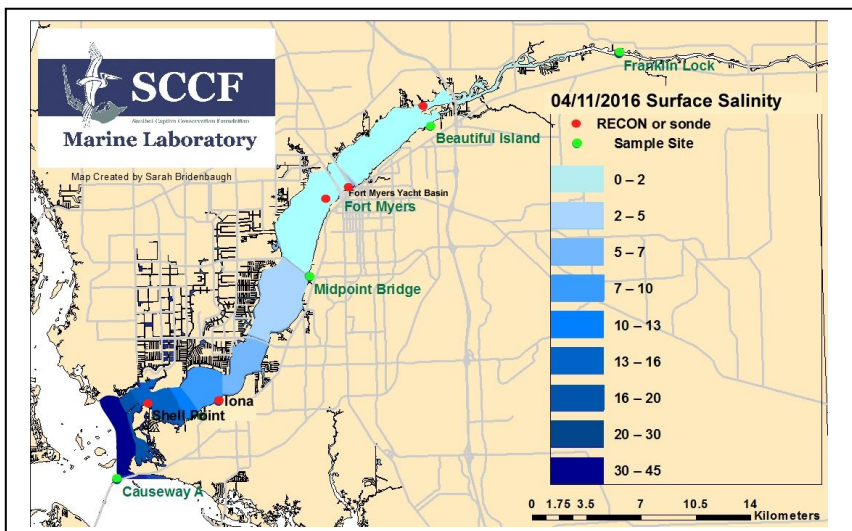 SCCF
Sanibel-Captiva Conservation Foundation
Marine Laboratory
Map Created by Sarah Bridenbaugh
Franklin Lock
04/11/2016 Surface Salinity
RECON or sonde
Sample Site
Beautiful Island
Fort Myers Yacht Basin
Fort Myers
Midpoint Bridge
Iona
Shell Point
Causeway A
0 – 2
2 – 5
5 – 7
7 – 10
10 – 13
13 – 16
16 – 20
20 – 30
30 – 45
0 1.75 3.5 7 10.5 14
Kilometers